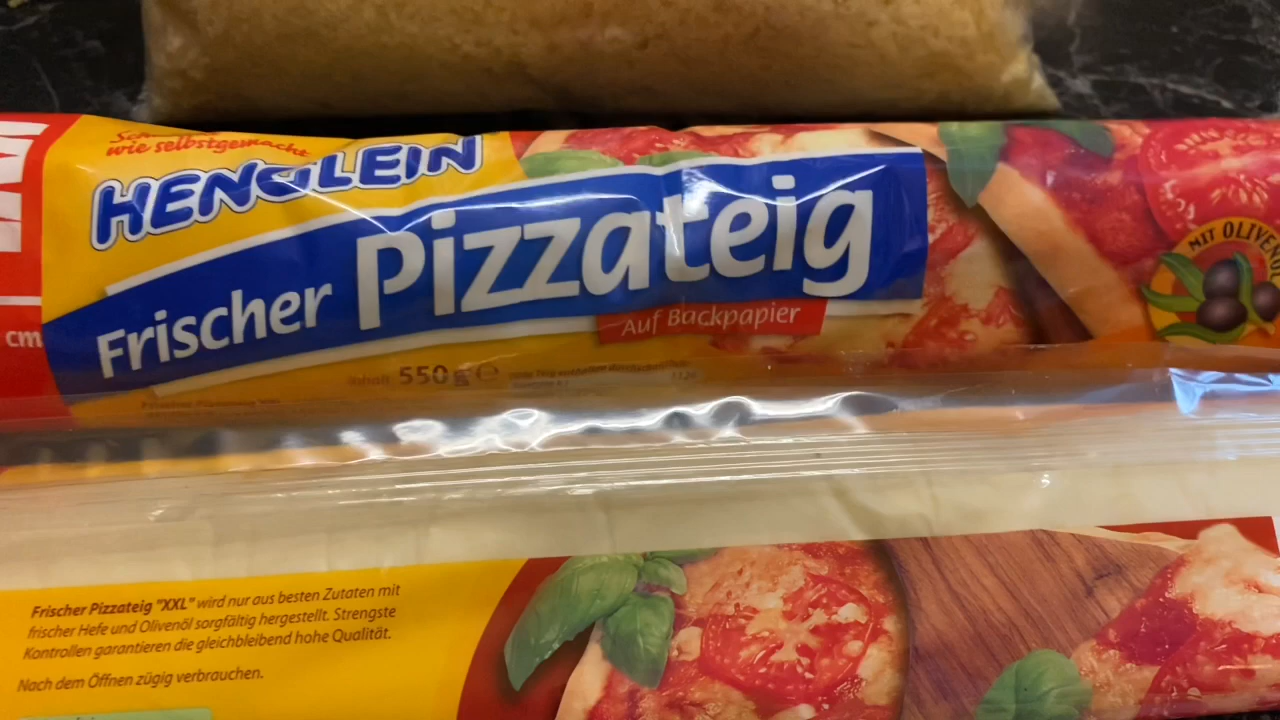 wie selbstgemacht
HENGLEIN
Frischer Pizzateig
Auf Backpapier
MIT OLIVENÖ
cm
Inhalt 550 g ℮
Frischer Pizzateig "XXL" wird nur aus besten Zutaten mit
frischer Hefe und Olivenöl sorgfältig hergestellt. Strengste
Kontrollen garantieren die gleichbleibend hohe Qualität.
Nach dem Öffnen zügig verbrauchen.